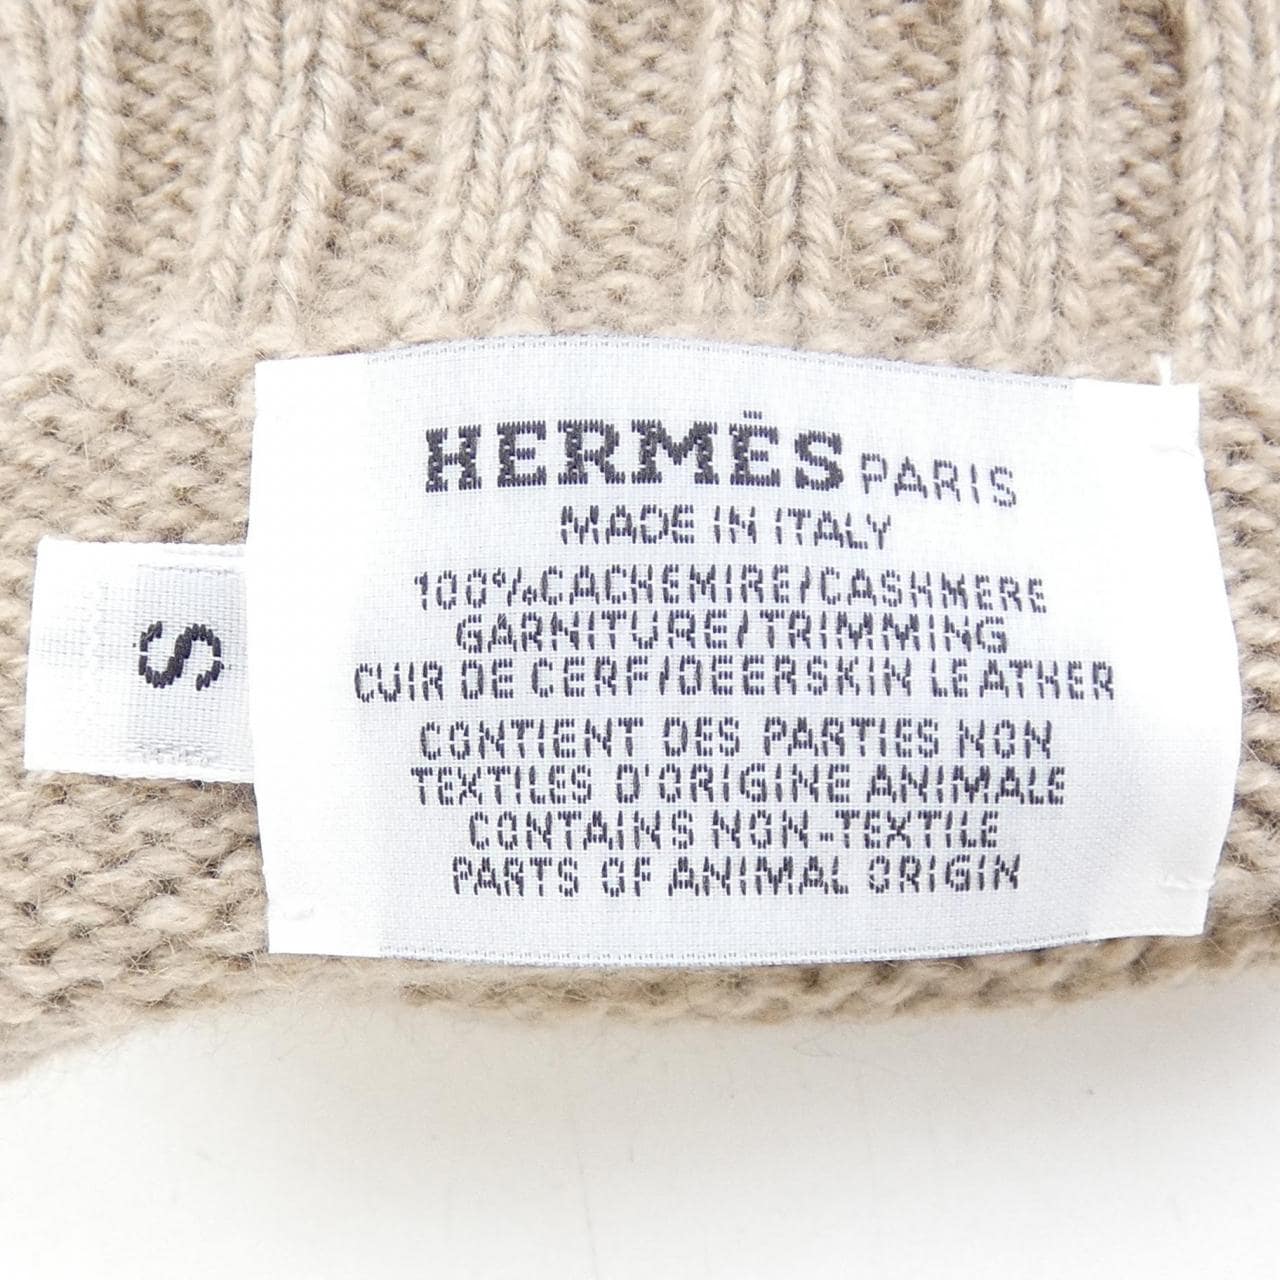 HERMÈS PARIS
MADE IN ITALY
100%CACHEMIRE/CASHMERE
GARNITURE/TRIMMING
CUIR DE CERF/DEERSKIN LEATHER
CONTIENT DES PARTIES NON
TEXTILES D'ORIGINE ANIMALE
CONTAINS NON-TEXTILE
PARTS OF ANIMAL ORIGIN
S